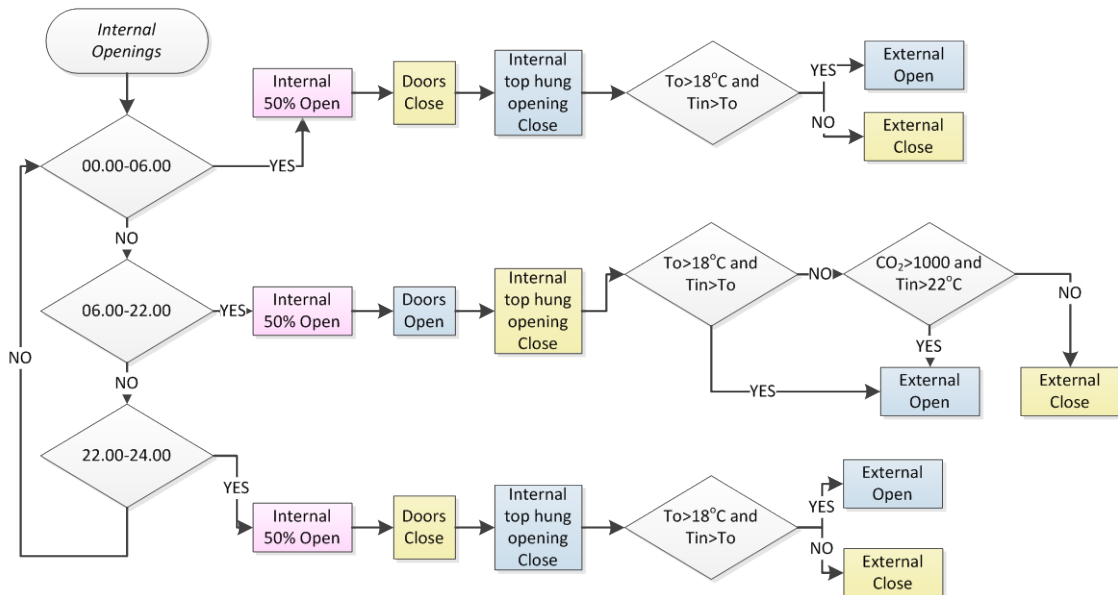 Internal
Openings
00.00-06.00
YES
Internal
50% Open
Doors
Close
Internal
top hung
opening
Close
To>18°C and
Tin>To
YES
External
Open
NO
External
Close
NO
06.00-22.00
YES
Internal
50% Open
Doors
Open
Internal
top hung
opening
Close
To>18°C and
Tin>To
NO
CO₂>1000 and
Tin>22°C
NO
YES
YES
External
Open
External
Close
NO
NO
22.00-24.00
YES
Internal
50% Open
Doors
Close
Internal
top hung
opening
Close
To>18°C and
Tin>To
YES
External
Open
NO
External
Close